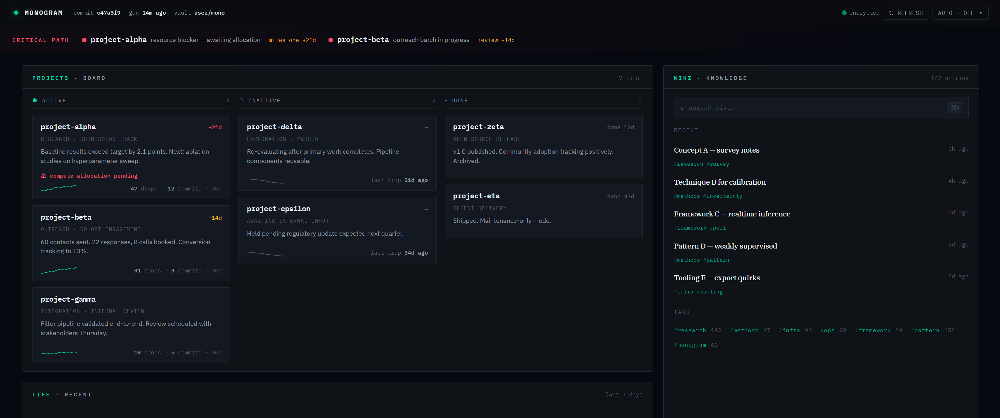 ◈ MONOGRAM commit c47a3f9 gen 14m ago vault user/mono encrypted ↻ REFRESH AUTO · OFF ▾
CRITICAL PATH project-alpha resource blocker — awaiting allocation milestone +21d project-beta outreach batch in progress review +14d
PROJECTS · BOARD 7 total
ACTIVE 3
project-alpha +21d
RESEARCH · SUBMISSION TRACK
Baseline results exceed target by 2.1 points. Next: ablation
studies on hyperparameter sweep.
⚠ compute allocation pending
47 drops · 12 commits · 30d
project-beta +14d
OUTREACH · COHORT ENGAGEMENT
60 contacts sent. 22 responses, 8 calls booked. Conversion
tracking to 13%.
31 drops · 3 commits · 30d
project-gamma —
INTEGRATION · INTERNAL REVIEW
Filter pipeline validated end-to-end. Review scheduled with
stakeholders Thursday.
18 drops · 5 commits · 30d
INACTIVE 2
project-delta —
EXPLORATION · PAUSED
Re-evaluating after primary work completes. Pipeline
components reusable.
last drop 21d ago
project-epsilon —
AWAITING EXTERNAL INPUT
Held pending regulatory update expected next quarter.
last drop 34d ago
DONE 2
project-zeta done 12d
OPEN SOURCE RELEASE
v1.0 published. Community adoption tracking positively.
Archived.
project-eta done 47d
CLIENT DELIVERY
Shipped. Maintenance-only mode.
LIFE · RECENT last 7 days
WIKI · KNOWLEDGE 847 entries
search wiki… ⌘K
RECENT
Concept A — survey notes 1h ago
#research #survey
Technique B for calibration 4h ago
#methods #uncertainty
Framework C — realtime inference 1d ago
#framework #perf
Pattern D — weakly supervised 3d ago
#methods #pattern
Tooling E — export quirks 5d ago
#infra #tooling
TAGS
#research 182 #methods 47 #infra 93 #ops 28 #framework 34 #pattern 156
#monogram 62